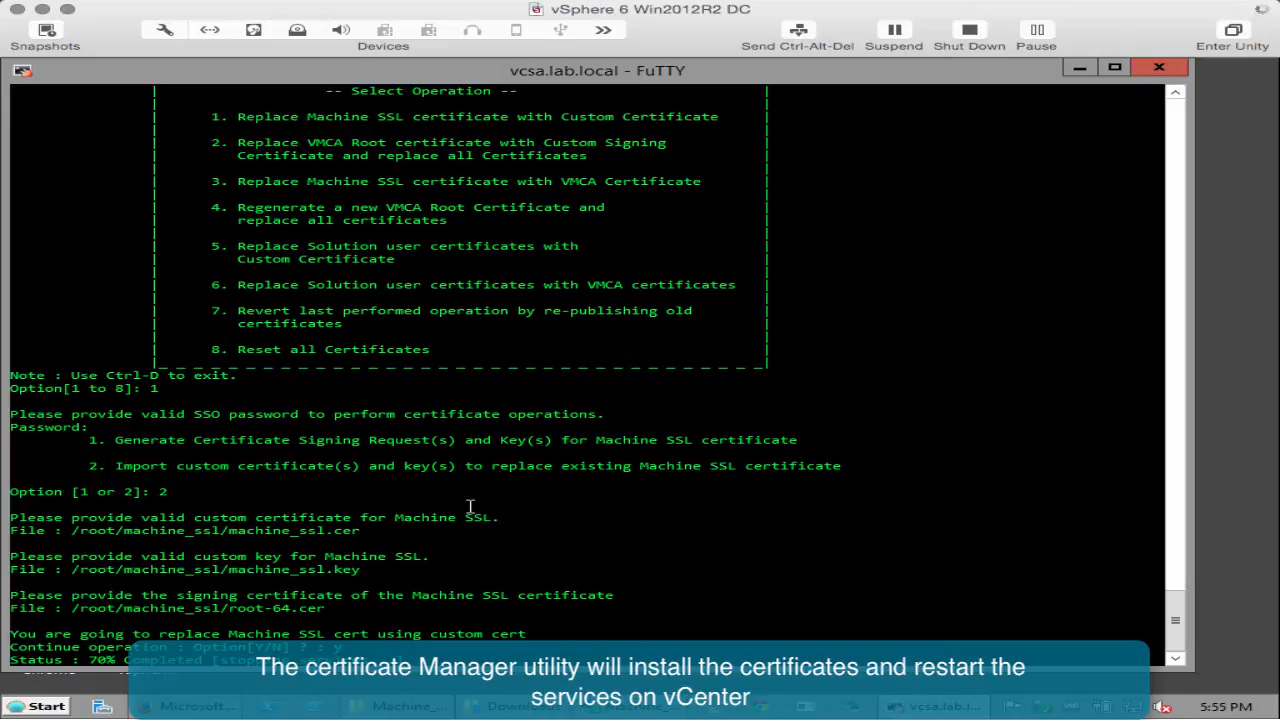 vSphere 6 Win2012R2 DC
Snapshots
Devices
Send Ctrl-Alt-Del
Suspend
Shut Down
Pause
Enter Unity
vcsa.lab.local - FuTTY
-- Select Operation --
1. Replace Machine SSL certificate with Custom Certificate
2. Replace VMCA Root certificate with Custom Signing
Certificate and replace all Certificates
3. Replace Machine SSL certificate with VMCA Certificate
4. Regenerate a new VMCA Root Certificate and
replace all certificates
5. Replace Solution user certificates with
Custom Certificate
6. Replace Solution user certificates with VMCA certificates
7. Revert last performed operation by re-publishing old
certificates
8. Reset all Certificates
Note : Use Ctrl-D to exit.
Option[1 to 8]: 1
Please provide valid SSO password to perform certificate operations.
Password:
1. Generate Certificate Signing Request(s) and Key(s) for Machine SSL certificate
2. Import custom certificate(s) and key(s) to replace existing Machine SSL certificate
Option [1 or 2]: 2
Please provide valid custom certificate for Machine SSL.
File : /root/machine_ssl/machine_ssl.cer
Please provide valid custom key for Machine SSL.
File : /root/machine_ssl/machine_ssl.key
Please provide the signing certificate of the Machine SSL certificate
File : /root/machine_ssl/root-64.cer
You are going to replace Machine SSL cert using custom cert
Continue operation : Option[Y/N] ? : y
Status : 70% Completed
The certificate Manager utility will install the certificates and restart the
services on vCenter
Start
Microsoft...
Machine_...
Downloads
vcsa.lab.l...
5:55 PM